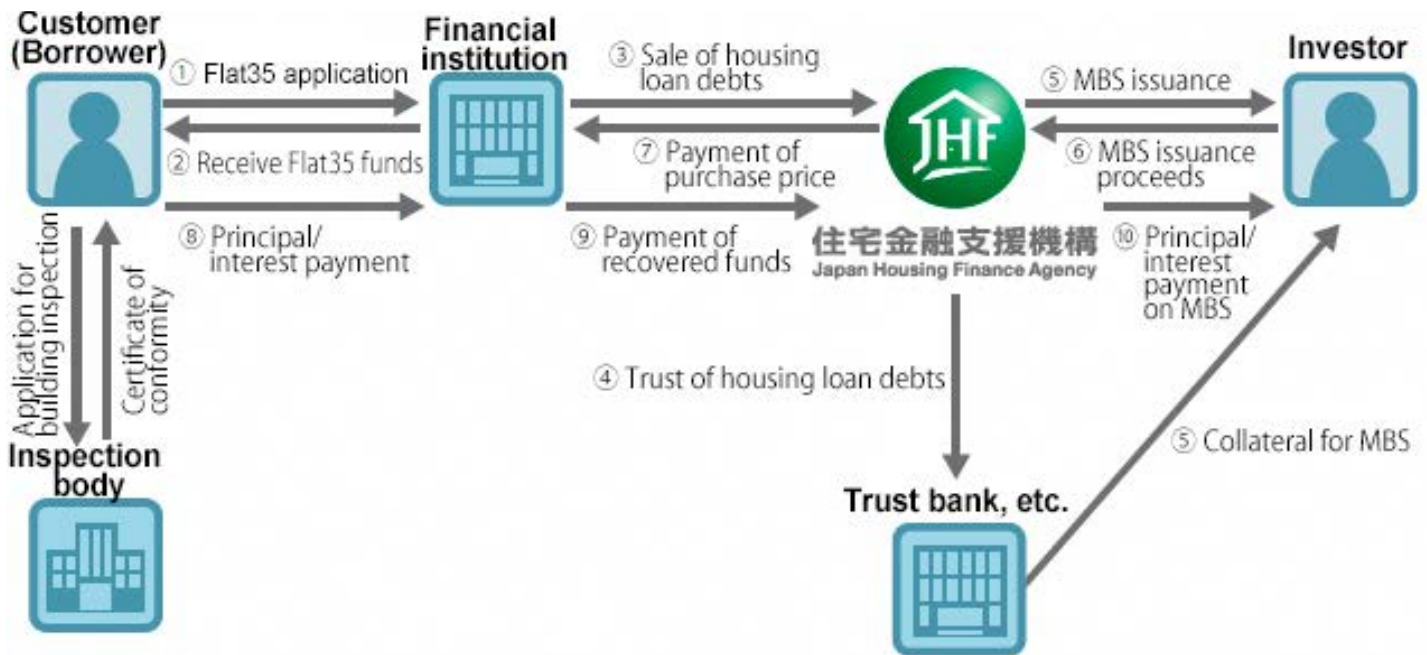 Customer
(Borrower)
① Flat35 application
② Receive Flat35 funds
⑧ Principal/
interest payment
Application for
building inspection
Certificate of
conformity
Inspection
body
Financial
institution
③ Sale of housing
loan debts
⑦ Payment of
purchase price
⑨ Payment of
recovered funds
JHF
住宅金融支援機構
Japan Housing Finance Agency
④ Trust of housing loan debts
Trust bank, etc.
Investor
⑤ MBS issuance
⑥ MBS issuance
proceeds
⑩ Principal/
interest
payment
on MBS
⑤ Collateral for MBS